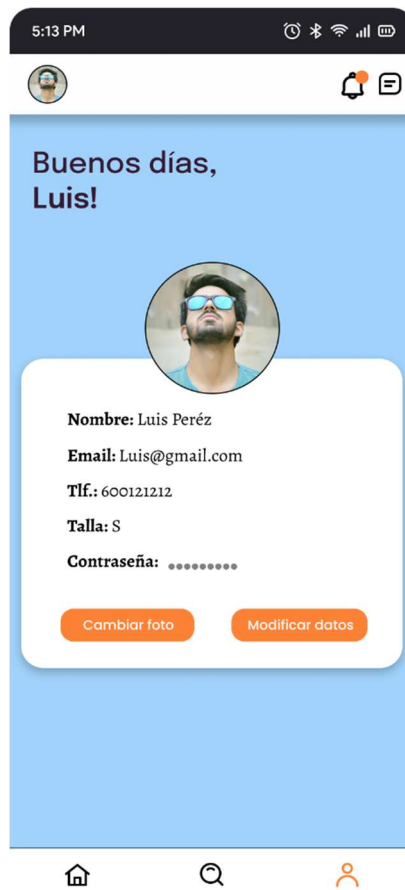 5:13 PM
Buenos días,
Luis!
Nombre: Luis Peréz
Email: Luis@gmail.com
Tlf.: 600121212
Talla: S
Contraseña: •••••••••
Cambiar foto
Modificar datos